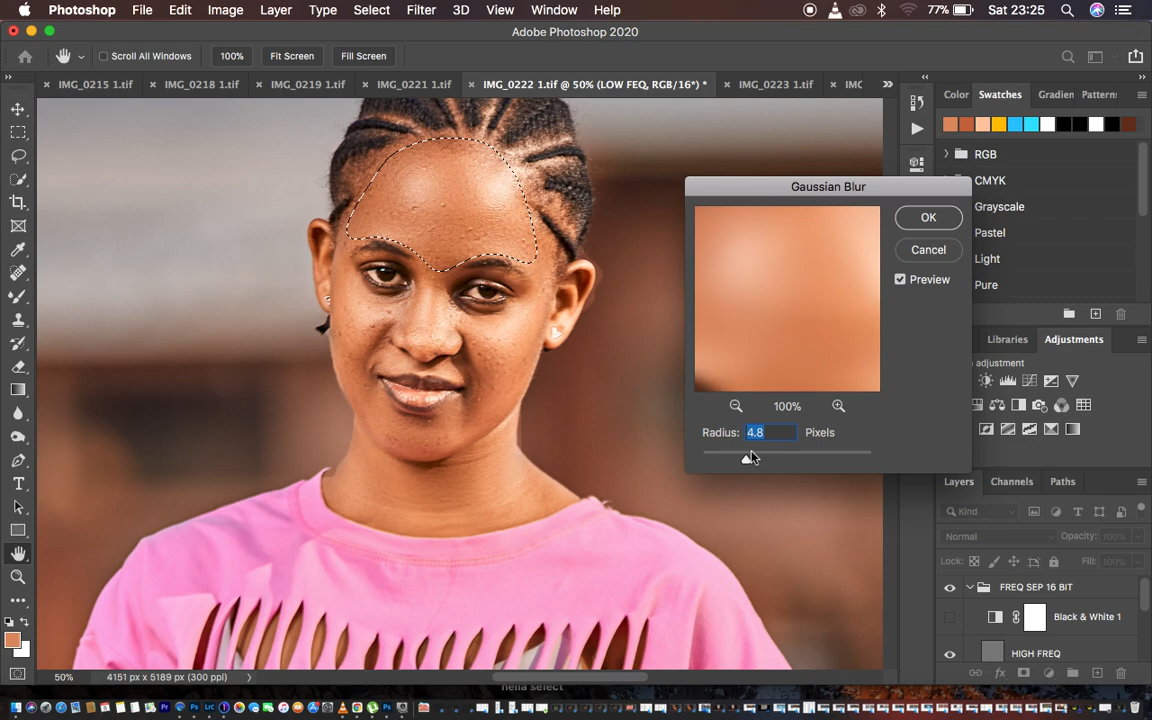 Photoshop File Edit Image Layer Type Select Filter 3D View Window Help 77% Sat 23:25
Adobe Photoshop 2020
Scroll All Windows 100% Fit Screen Fill Screen
IMG_0215 1.tif IMG_0218 1.tif IMG_0219 1.tif IMG_0221 1.tif IMG_0222 1.tif @ 50% (LOW FEQ, RGB/16*) * IMG_0223 1.tif IMC
Color Swatches Gradien Pattern
RGB
CMYK
Grayscale
Pastel
Light
Pure
Gaussian Blur
OK
Cancel
Preview
100%
Radius: 4.8 Pixels
Libraries Adjustments
adjustment
Layers Channels Paths
Kind
Normal Opacity: 100%
Lock: Fill: 100%
FREQ SEP 16 BIT
Black & White 1
HIGH FREQ
50% 4151 px x 5189 px (300 ppi)
hella select